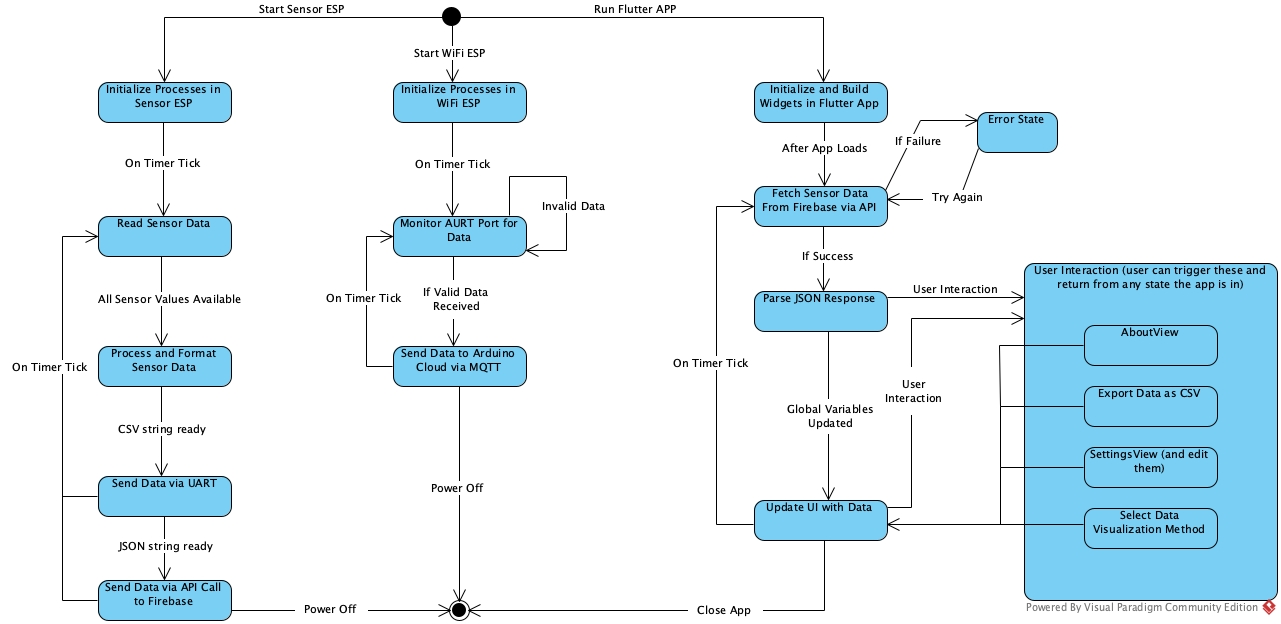 Start Sensor ESP
Run Flutter APP
Start WiFi ESP
Initialize Processes in
Sensor ESP
Initialize Processes in
WiFi ESP
Initialize and Build
Widgets in Flutter App
Error State
If Failure
After App Loads
On Timer Tick
On Timer Tick
Fetch Sensor Data
From Firebase via API
Try Again
Invalid Data
Read Sensor Data
Monitor AURT Port for
Data
If Success
User Interaction (user can trigger these and
return from any state the app is in)
User Interaction
All Sensor Values Available
On Timer Tick
If Valid Data
Received
Parse JSON Response
AboutView
Process and Format
Sensor Data
Send Data to Arduino
Cloud via MQTT
On Timer Tick
On Timer Tick
User
Interaction
Export Data as CSV
Global Variables
Updated
CSV string ready
SettingsView (and edit
them)
Send Data via UART
Power Off
Update UI with Data
Select Data
Visualization Method
JSON string ready
Send Data via API Call
to Firebase
Power Off
Close App
Powered By Visual Paradigm Community Edition